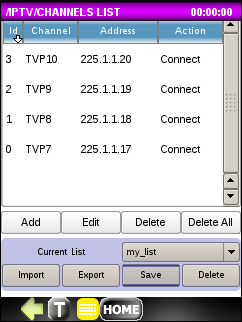 /IPTV/CHANNELS LIST 00:00:00
Id Channel Address Action
3 TVP10 225.1.1.20 Connect
2 TVP9 225.1.1.19 Connect
1 TVP8 225.1.1.18 Connect
0 TVP7 225.1.1.17 Connect
Add Edit Delete Delete All
Current List my_list
Import Export Save Delete
T HOME